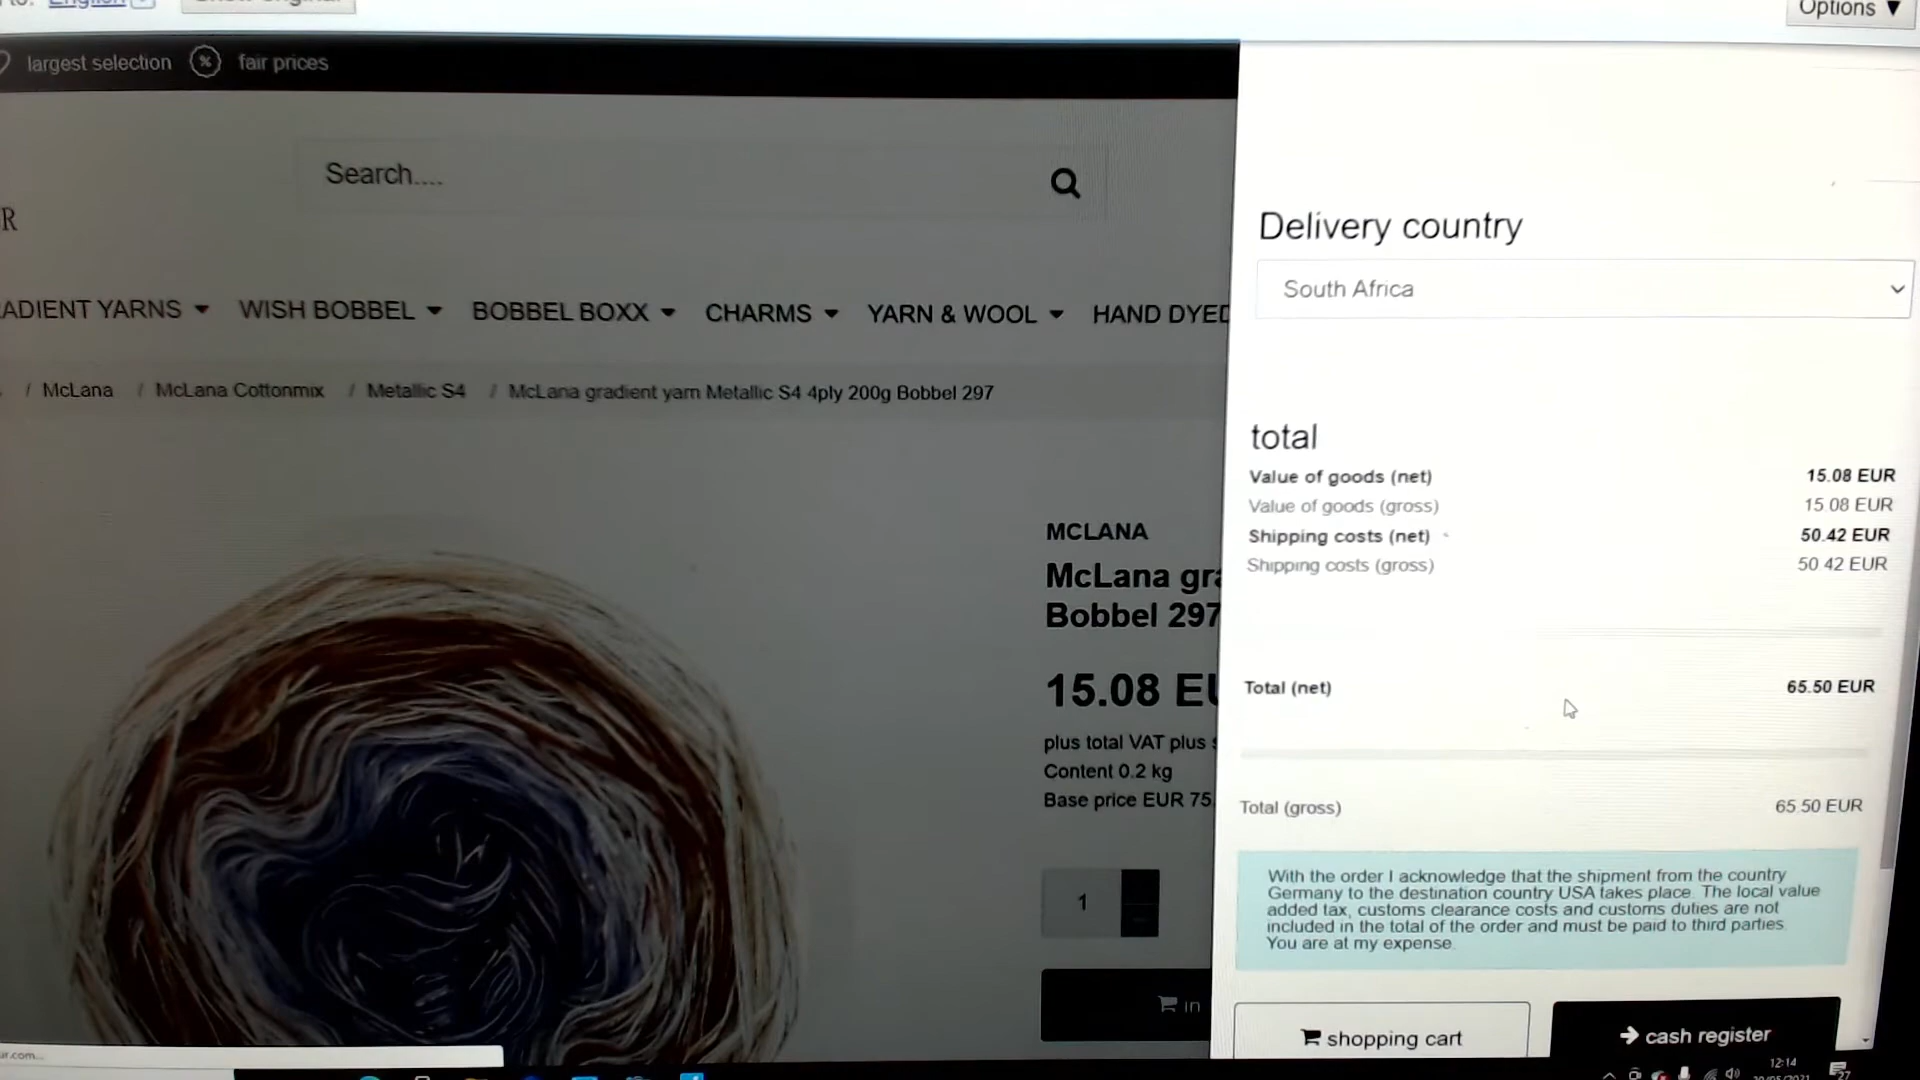 English
Options ▼
largest selection % fair prices
Search....
R
ADIENT YARNS WISH BOBBEL BOBBEL BOXX CHARMS YARN & WOOL HAND DYED
/ McLana / McLana Cottonmix / Metallic S4 / McLana gradient yarn Metallic S4 4ply 200g Bobbel 297
MCLANA
McLana gra
Bobbel 297
15.08 EU
plus total VAT plus s
Content 0.2 kg
Base price EUR 75.
1
in
Delivery country
South Africa
total
Value of goods (net) 15.08 EUR
Value of goods (gross) 15.08 EUR
Shipping costs (net) 50.42 EUR
Shipping costs (gross) 50.42 EUR
Total (net) 65.50 EUR
Total (gross) 65.50 EUR
With the order I acknowledge that the shipment from the country
Germany to the destination country USA takes place. The local value
added tax, customs clearance costs and customs duties are not
included in the total of the order and must be paid to third parties.
You are at my expense.
shopping cart
cash register
ar.com...
12:14
27